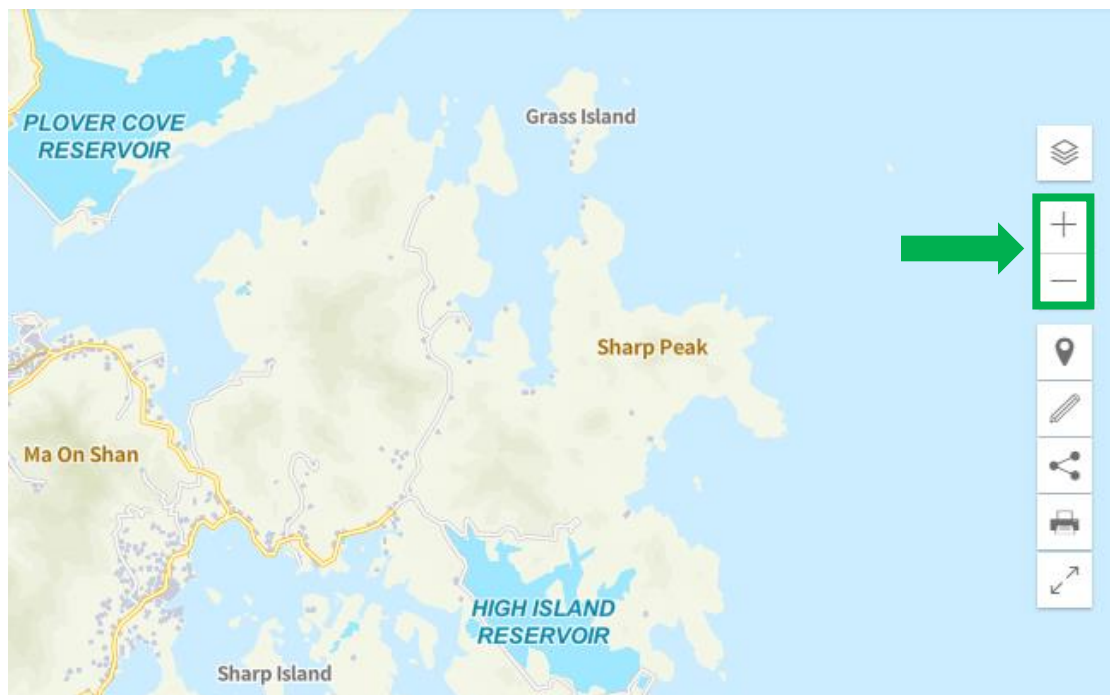 Grass Island
PLOVER COVE
RESERVOIR
Sharp Peak
Ma On Shan
HIGH ISLAND
RESERVOIR
Sharp Island